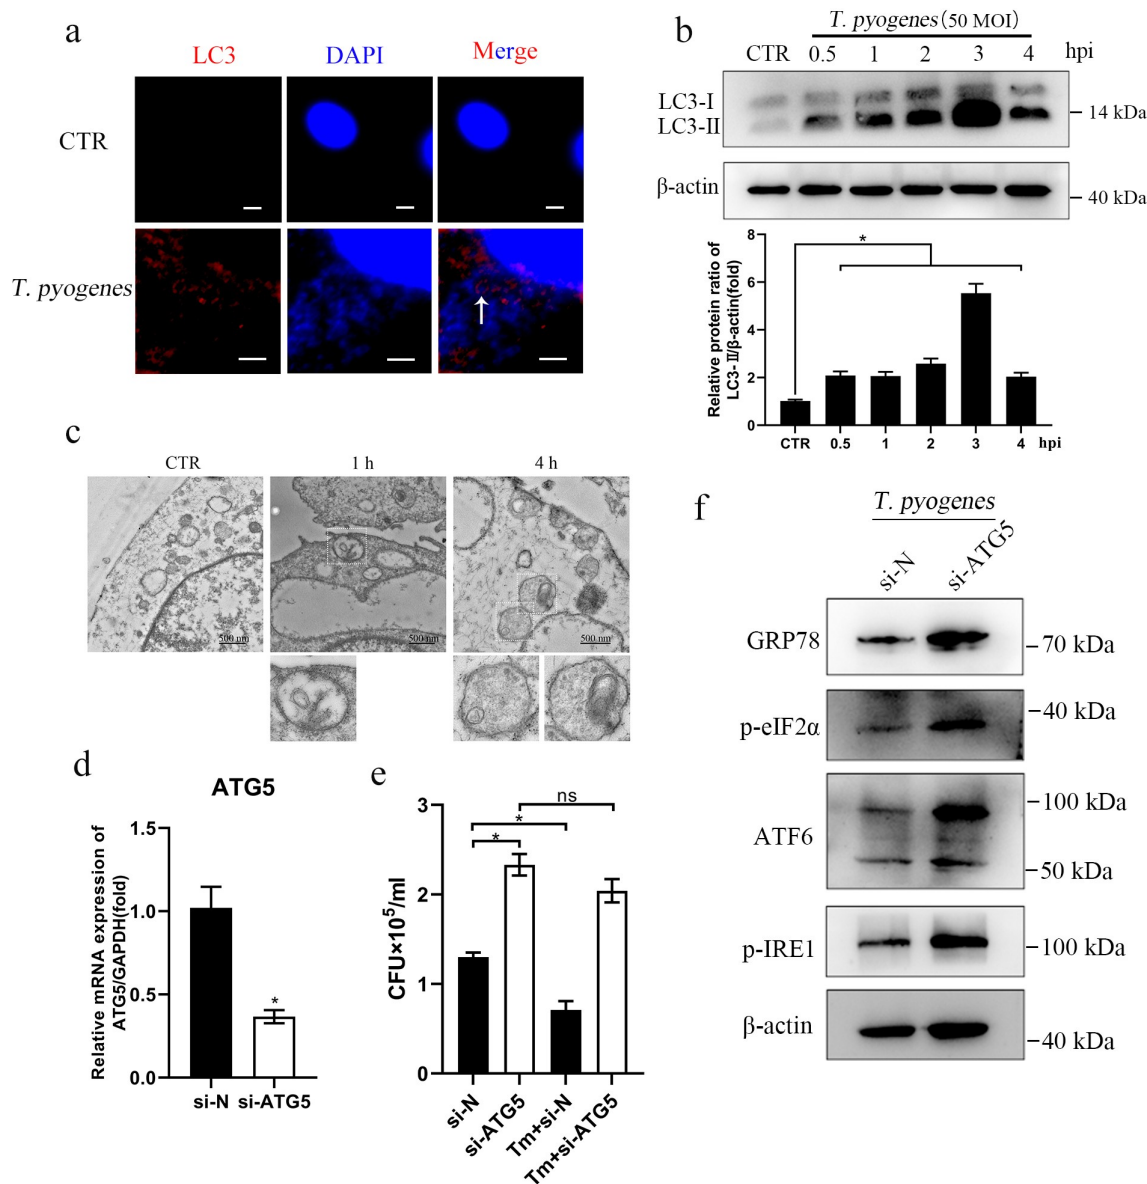 a
LC3 DAPI Merge
CTR
T. pyogenes
b
T. pyogenes(50 MOI)
CTR 0.5 1 2 3 4 hpi
LC3-I
LC3-II
14 kDa
β-actin
40 kDa
Relative protein ratio of
LC3-Ⅱ/β-actin(fold)
8
6
4
2
0
*
CTR 0.5 1 2 3 4 hpi
c
CTR 1 h 4 h
500 nm 500 nm 500 nm
d
ATG5
Relative mRNA expression of
ATG5/GAPDH(fold)
1.5
1.0
0.5
0.0
*
si-N si-ATG5
e
CFU×10⁵/ml
3
2
1
0
ns
*
*
si-N
si-ATG5
Tm+si-N
Tm+si-ATG5
f
T. pyogenes
si-N si-ATG5
GRP78
70 kDa
p-eIF2α
40 kDa
ATF6
100 kDa
50 kDa
p-IRE1
100 kDa
β-actin
40 kDa